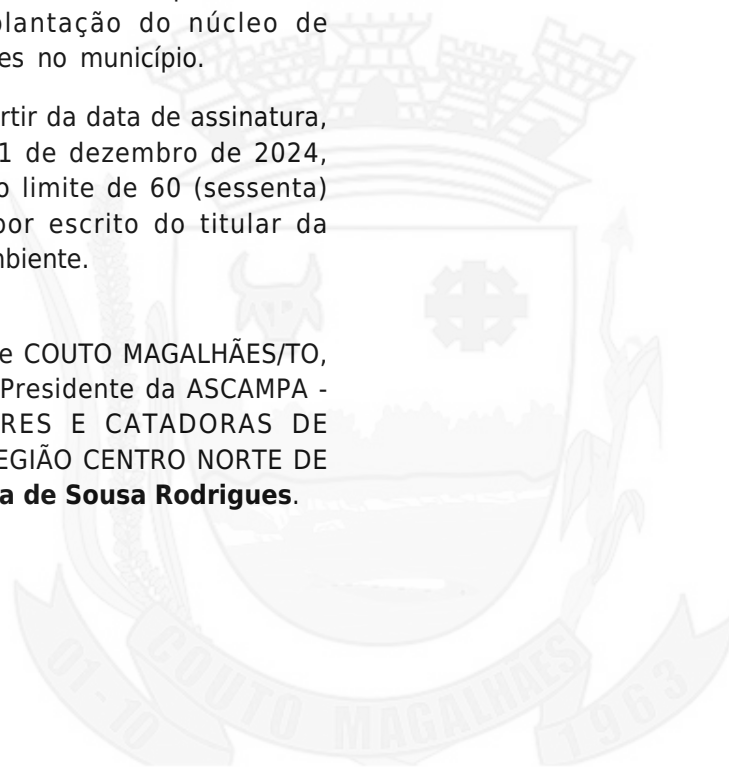 plantação do núcleo de
es no município.
rtir da data de assinatura,
1 de dezembro de 2024,
o limite de 60 (sessenta)
por escrito do titular da
mbiente.
e COUTO MAGALHÃES/TO,
Presidente da ASCAMPA -
RES E CATADORAS DE
EGIÃO CENTRO NORTE DE
a de Sousa Rodrigues.
01-10 COUTO MAGALHÃES 1963